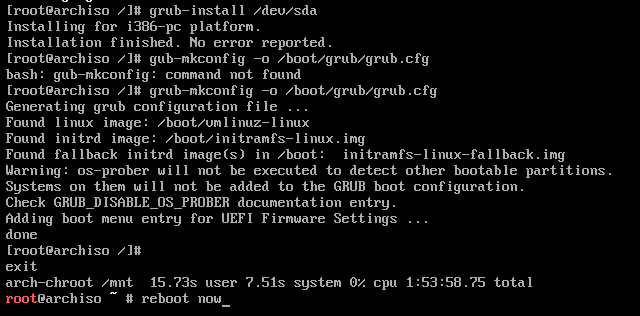 [root@archiso /]# grub-install /dev/sda
Installing for i386-pc platform.
Installation finished. No error reported.
[root@archiso /]# gub-mkconfig -o /boot/grub/grub.cfg
bash: gub-mkconfig: command not found
[root@archiso /]# grub-mkconfig -o /boot/grub/grub.cfg
Generating grub configuration file ...
Found linux image: /boot/vmlinuz-linux
Found initrd image: /boot/initramfs-linux.img
Found fallback initrd image(s) in /boot:  initramfs-linux-fallback.img
Warning: os-prober will not be executed to detect other bootable partitions.
Systems on them will not be added to the GRUB boot configuration.
Check GRUB_DISABLE_OS_PROBER documentation entry.
Adding boot menu entry for UEFI Firmware Settings ...
done
[root@archiso /]#
exit
arch-chroot /mnt  15.73s user 7.51s system 0% cpu 1:53:58.75 total
root@archiso ~ # reboot now_